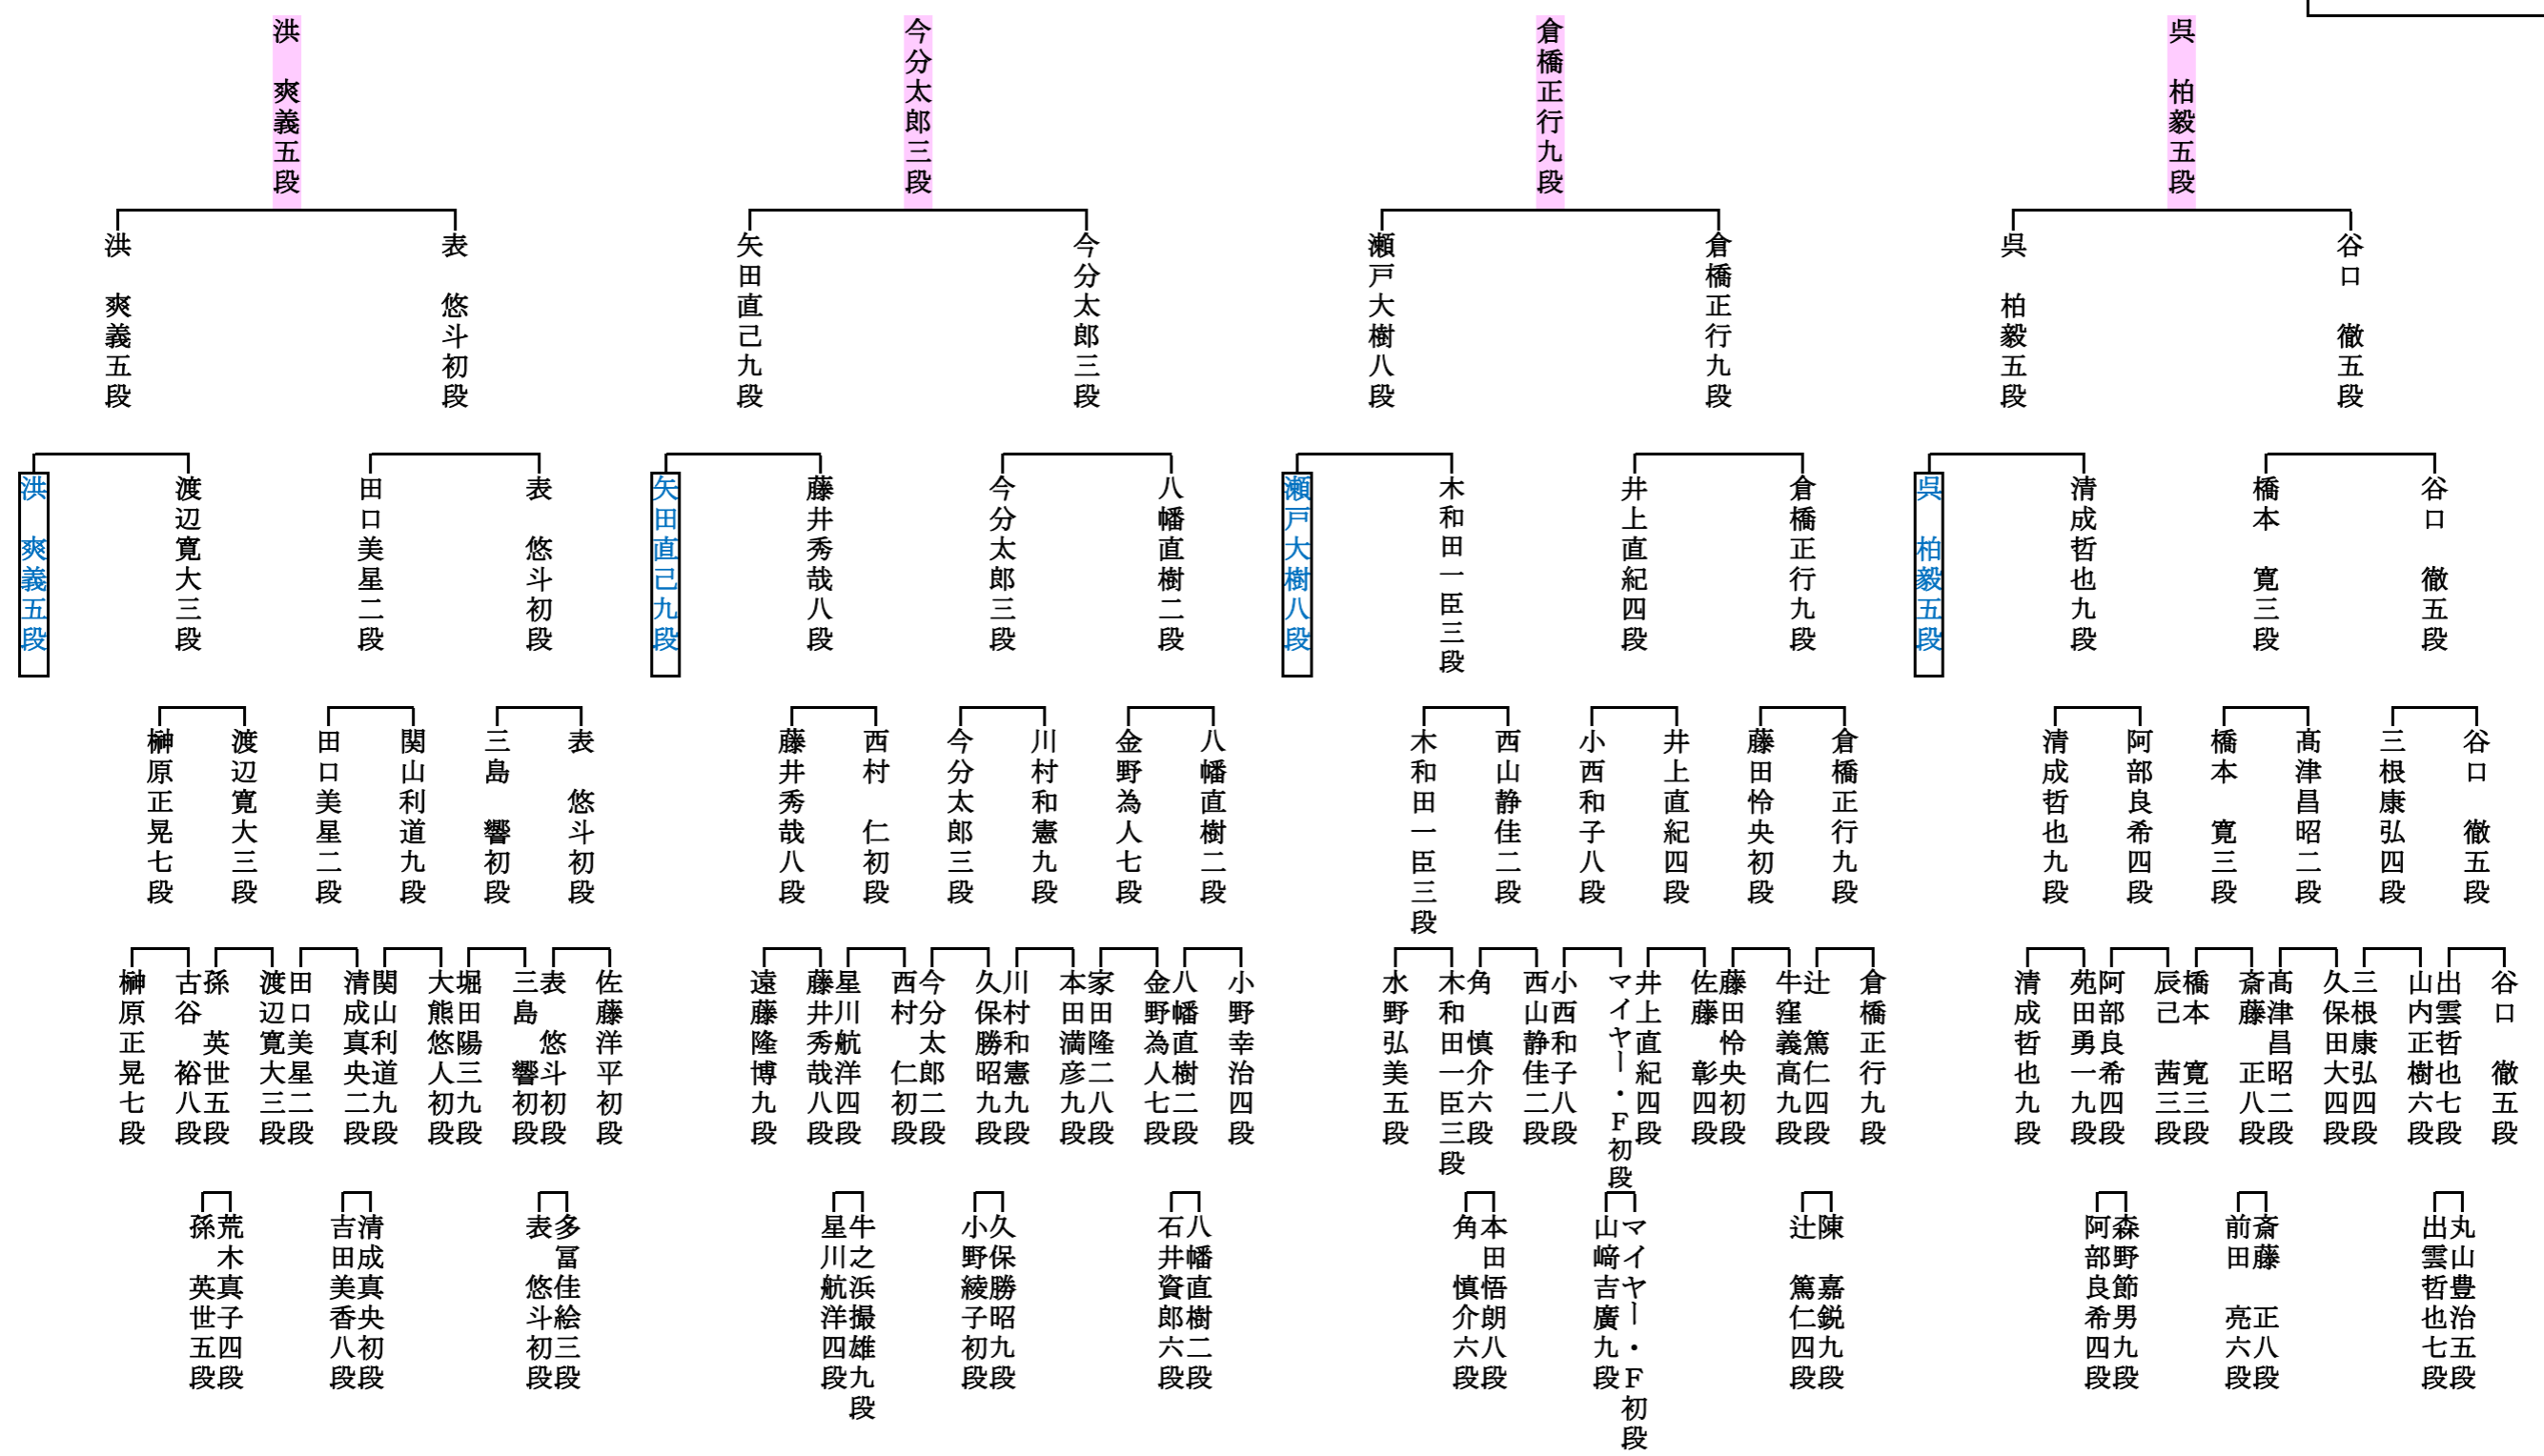 呉　柏毅五段
倉橋正行九段
今分太郎三段
洪　爽義五段
谷口　徹五段
呉　柏毅五段
倉橋正行九段
瀬戸大樹八段
今分太郎三段
矢田直己九段
表　悠斗初段
洪　爽義五段
谷口　徹五段
橋本　寛三段
清成哲也九段
呉　柏毅五段
倉橋正行九段
井上直紀四段
木和田一臣三段
瀬戸大樹八段
八幡直樹二段
今分太郎三段
藤井秀哉八段
矢田直己九段
表　悠斗初段
田口美星二段
渡辺寛大三段
洪　爽義五段
谷口　徹五段
三根康弘四段
髙津昌昭二段
橋本　寛三段
阿部良希四段
清成哲也九段
倉橋正行九段
藤田怜央初段
井上直紀四段
小西和子八段
西山静佳二段
木和田一臣三段
八幡直樹二段
金野為人七段
川村和憲九段
今分太郎三段
西村　仁初段
藤井秀哉八段
表　悠斗初段
三島　響初段
関山利道九段
田口美星二段
渡辺寛大三段
榊原正晃七段
谷口　徹五段
出雲哲也七段
山内正樹六段
三根康弘四段
久保田大四段
髙津昌昭二段
斎藤　正八段
橋本　寛三段
辰己　茜三段
阿部良希四段
苑田勇一九段
清成哲也九段
倉橋正行九段
辻　篤仁四段
牛窪義高九段
藤田怜央初段
佐藤　彰四段
井上直紀四段
マイヤー・F初段
小西和子八段
西山静佳二段
角　慎介六段
木和田一臣三段
水野弘美五段
小野幸治四段
八幡直樹二段
金野為人七段
家田隆二八段
本田満彦九段
川村和憲九段
久保勝昭九段
今分太郎二段
西村　仁初段
星川航洋四段
藤井秀哉八段
遠藤隆博九段
佐藤洋平初段
表　悠斗初段
三島　響初段
堀田陽三九段
大熊悠人初段
関山利道九段
清成真央二段
田口美星二段
渡辺寛大三段
孫　英世五段
古谷　裕八段
榊原正晃七段
丸山豊治五段
出雲哲也七段
斎藤　正八段
前田　亮六段
森野節男九段
阿部良希四段
陳　嘉鋭九段
辻　篤仁四段
マイヤー・F初段
山﨑吉廣九段
本田悟朗八段
角　慎介六段
八幡直樹二段
石井資郎六段
久保勝昭九段
小野綾子初段
牛之浜撮雄九段
星川航洋四段
多冨佳絵三段
表　悠斗初段
清成真央初段
吉田美香八段
荒木真子四段
孫　英世五段